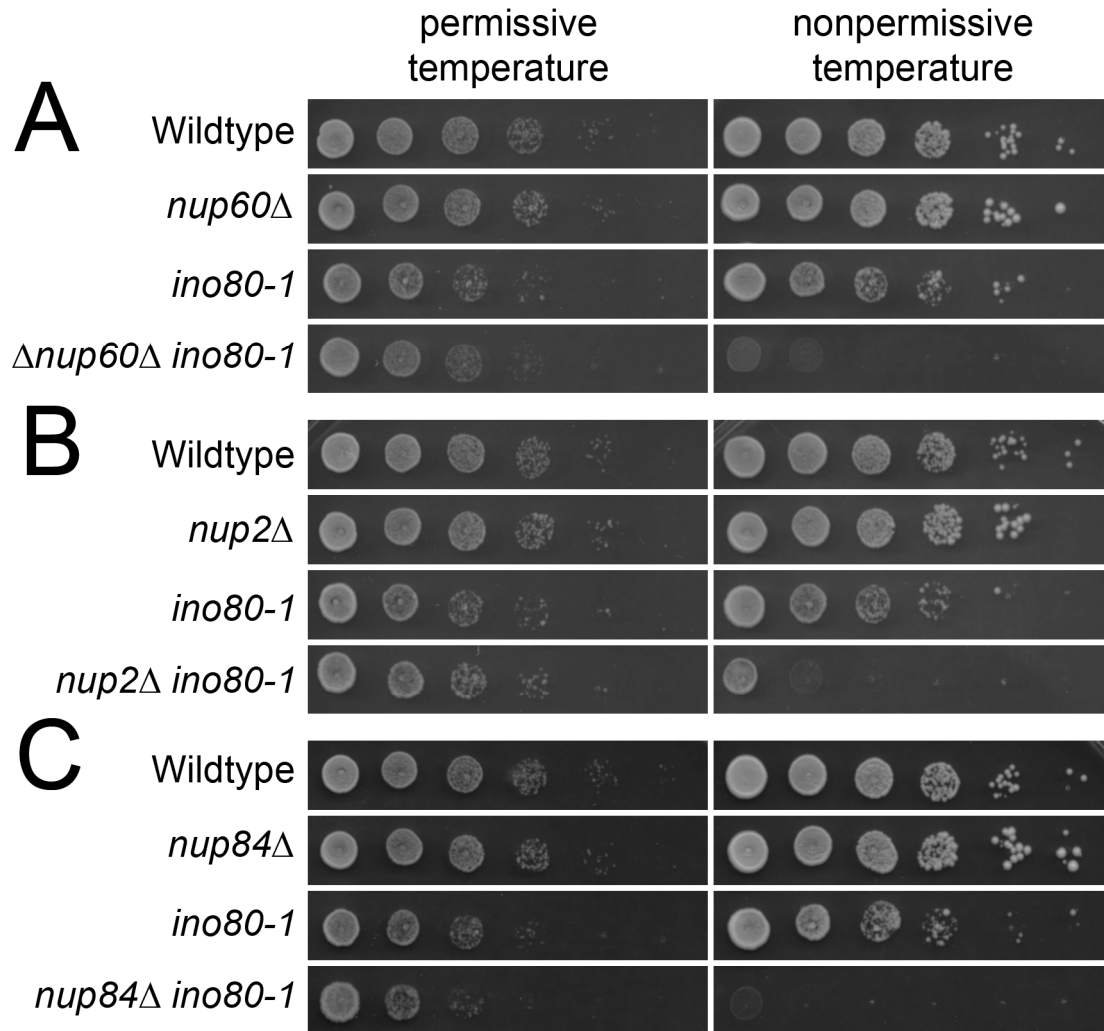 permissive
temperature
nonpermissive
temperature
A
Wildtype
nup60Δ
ino80-1
Δnup60Δ ino80-1
B
Wildtype
nup2Δ
ino80-1
nup2Δ ino80-1
C
Wildtype
nup84Δ
ino80-1
nup84Δ ino80-1